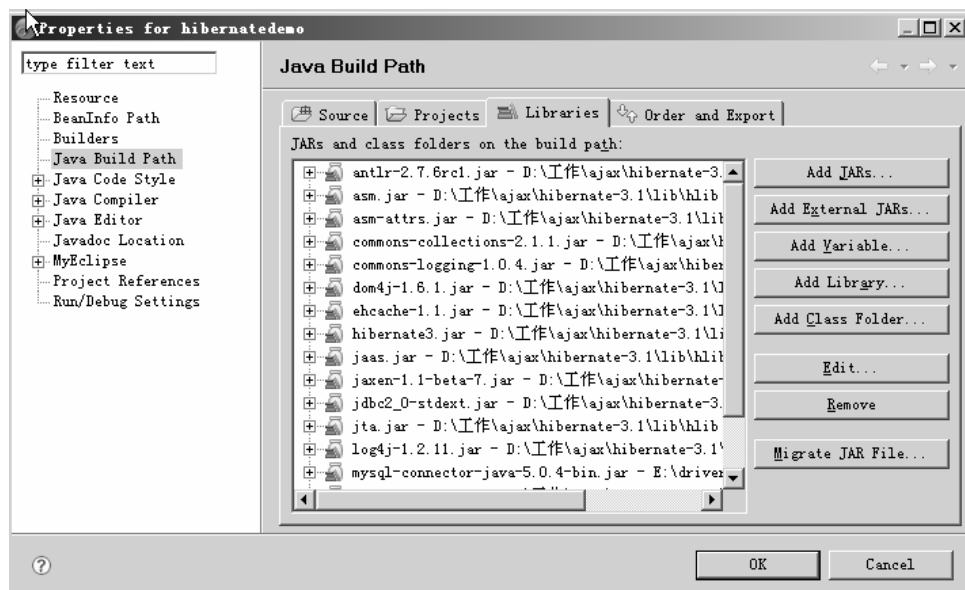 Properties for hibernatedemo
type filter text
Resource
BeanInfo Path
Builders
Java Build Path
Java Code Style
Java Compiler
Java Editor
Javadoc Location
MyEclipse
Project References
Run/Debug Settings
Java Build Path
Source Projects Libraries Order and Export
JARs and class folders on the build path:
antlr-2.7.6rc1.jar - D:\工作\ajax\hibernate-3.
asm.jar - D:\工作\ajax\hibernate-3.1\lib\hlib
asm-attrs.jar - D:\工作\ajax\hibernate-3.1\lib
commons-collections-2.1.1.jar - D:\工作\ajax\h
commons-logging-1.0.4.jar - D:\工作\ajax\hiber
dom4j-1.6.1.jar - D:\工作\ajax\hibernate-3.1\l
ehcache-1.1.jar - D:\工作\ajax\hibernate-3.1\l
hibernate3.jar - D:\工作\ajax\hibernate-3.1\li
jaas.jar - D:\工作\ajax\hibernate-3.1\lib\hlib
jaxen-1.1-beta-7.jar - D:\工作\ajax\hibernate-
jdbc2_0-stdext.jar - D:\工作\ajax\hibernate-3.
jta.jar - D:\工作\ajax\hibernate-3.1\lib\hlib
log4j-1.2.11.jar - D:\工作\ajax\hibernate-3.1\
mysql-connector-java-5.0.4-bin.jar - E:\driver
Add JARs...
Add External JARs...
Add Variable...
Add Library...
Add Class Folder...
Edit...
Remove
Migrate JAR File...
OK
Cancel